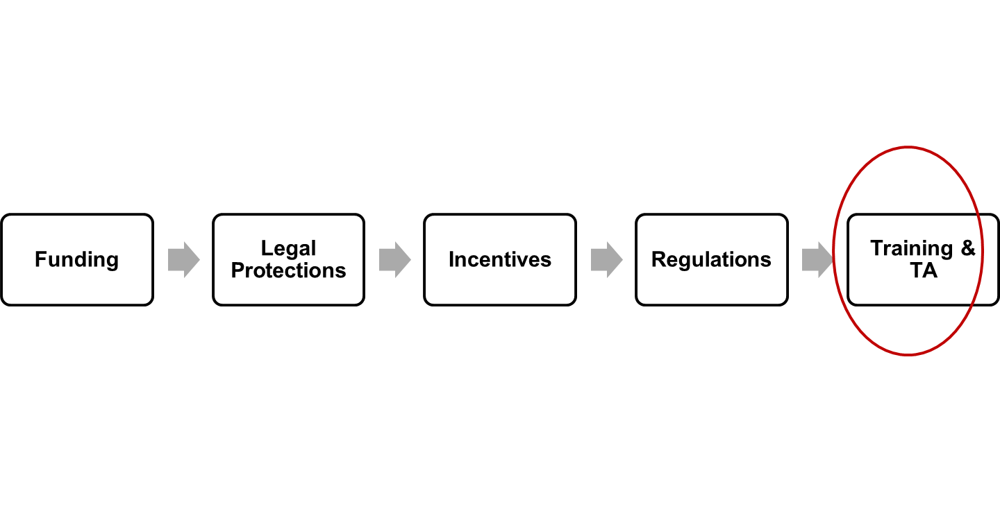 Funding
Legal
Protections
Incentives
Regulations
Training &
TA